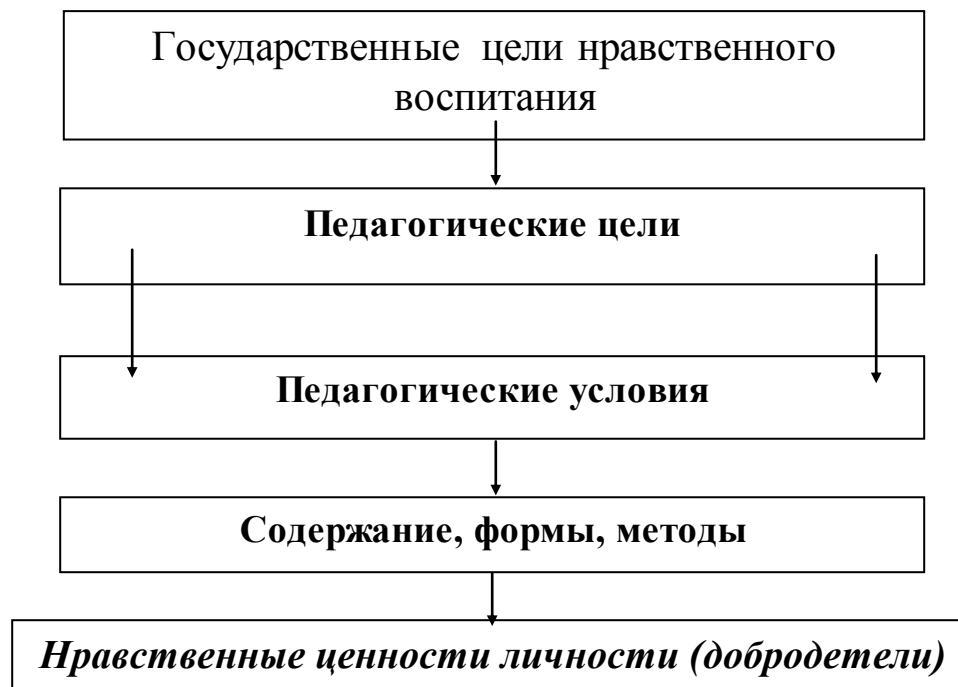 Государственные цели нравственного
воспитания
Педагогические цели
Педагогические условия
Содержание, формы, методы
Нравственные ценности личности (добродетели)